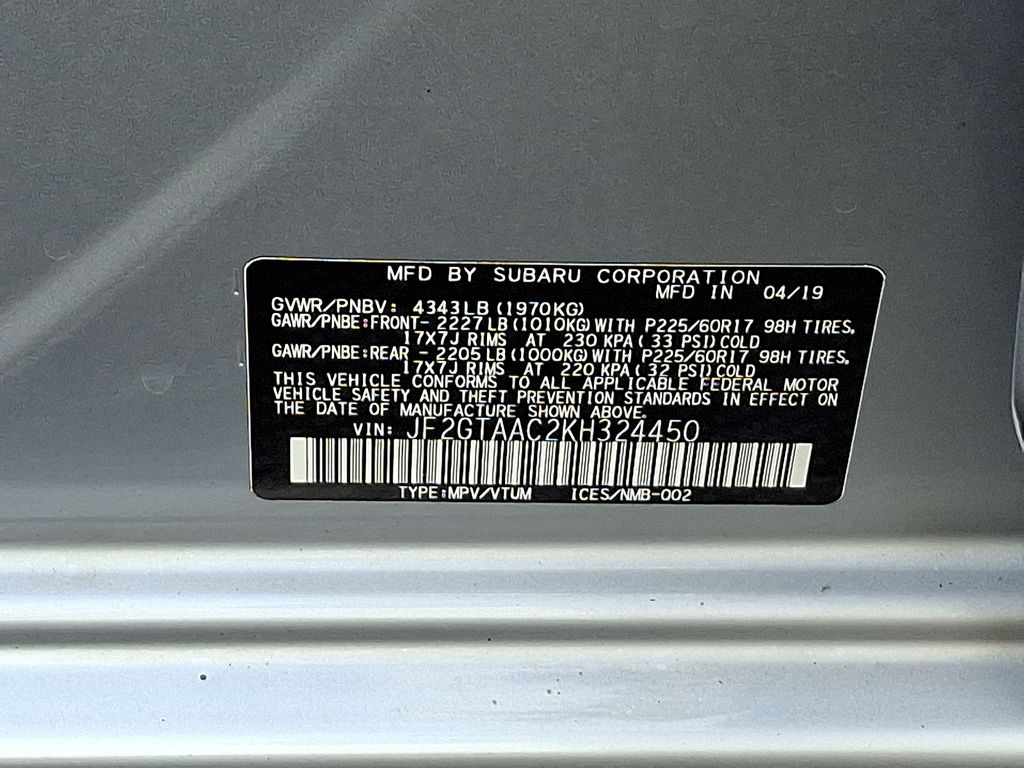 MFD BY SUBARU CORPORATION
MFD IN 04/19
GVWR/PNBV: 4343LB (1970KG)
GAWR/PNBE:FRONT- 2227LB (1010KG) WITH P225/60R17 98H TIRES,
17X7J RIMS AT 230 KPA ( 33 PSI) COLD
GAWR/PNBE:REAR - 2205LB (1000KG) WITH P225/60R17 98H TIRES,
17X7J RIMS AT 220 KPA ( 32 PSI) COLD
THIS VEHICLE CONFORMS TO ALL APPLICABLE FEDERAL MOTOR
VEHICLE SAFETY AND THEFT PREVENTION STANDARDS IN EFFECT ON
THE DATE OF MANUFACTURE SHOWN ABOVE.
VIN: JF2GTAAC2KH324450
TYPE:MPV/VTUM ICES/NMB-002